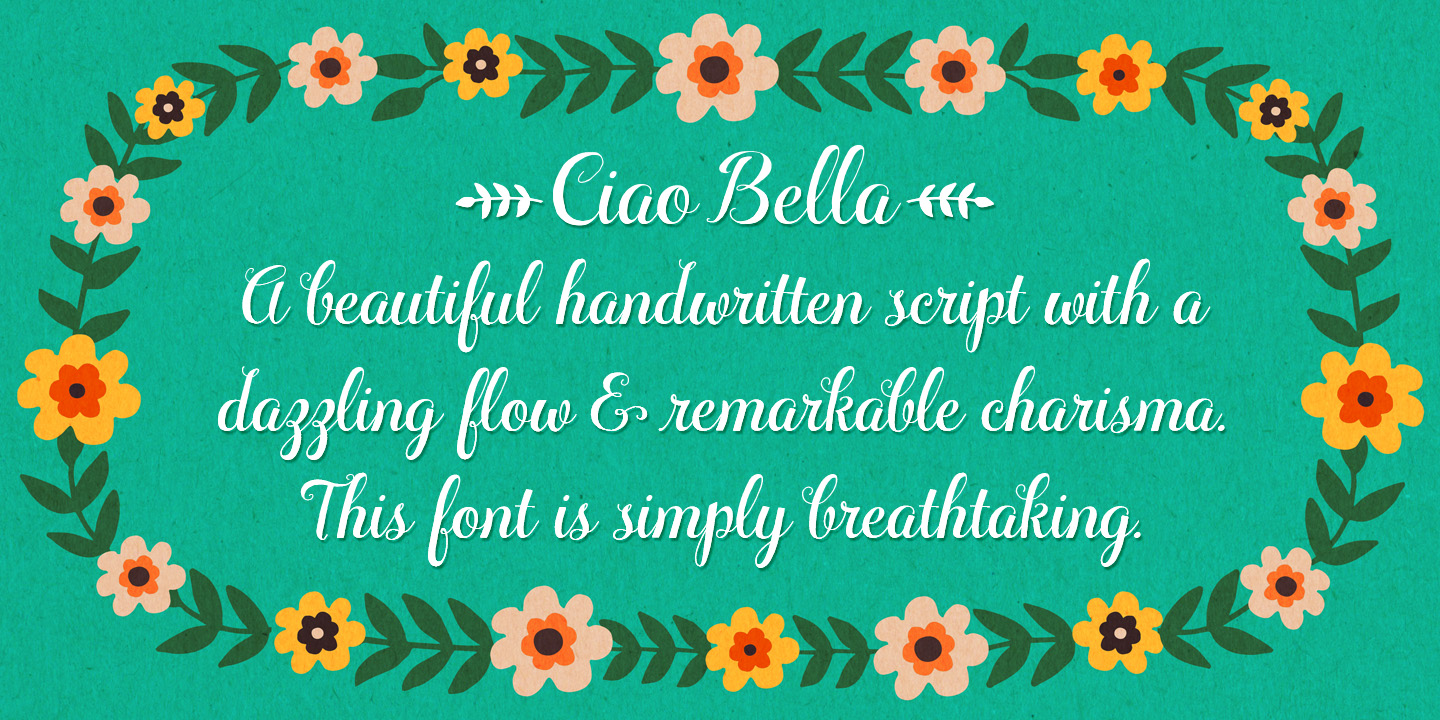 Ciao Bella
A beautiful handwritten script with a
dazzling flow & remarkable charisma.
This font is simply breathtaking.